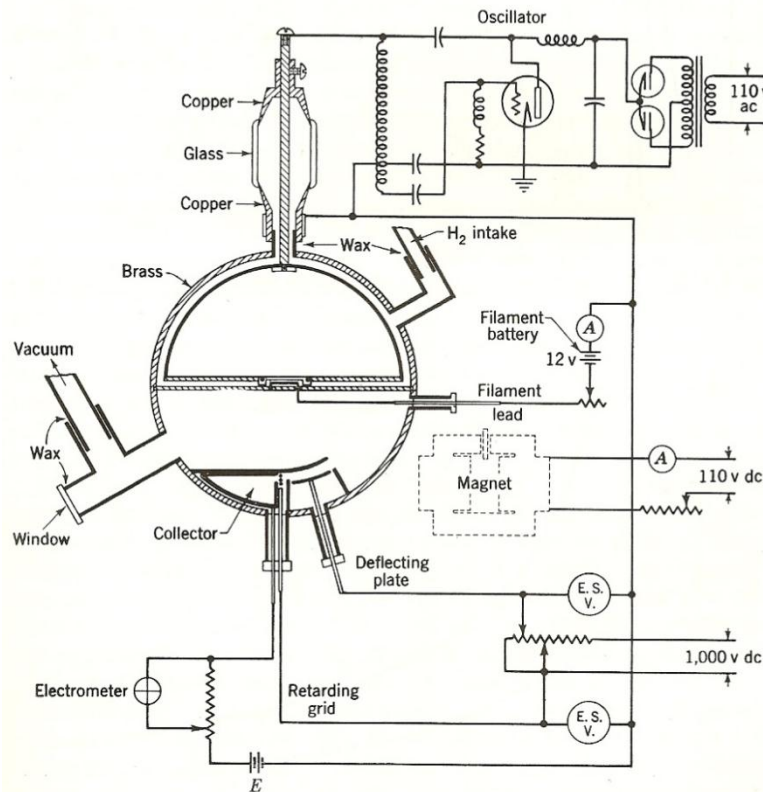 Oscillator
Copper
110 v
ac
Glass
Copper
Wax
H2 intake
Brass
Filament
battery
A
12 v
Vacuum
Filament
lead
Wax
A
110 v dc
Magnet
Window
Collector
Deflecting
plate
E. S.
V.
1,000 v dc
Electrometer
Retarding
grid
E. S.
V.
E